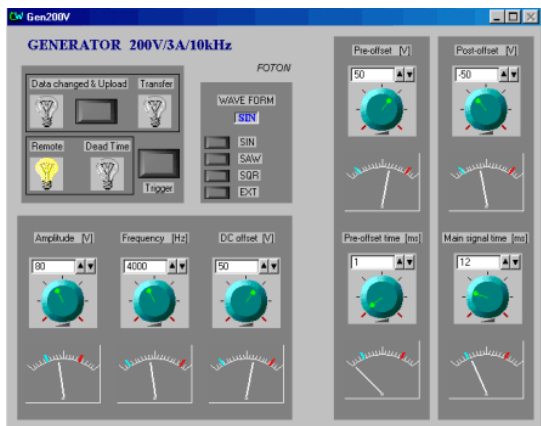 CW Gen200V
GENERATOR 200V/3A/10kHz
FOTON
Data changed & Upload Transfer
Remote Dead Time
Trigger
WAVE FORM
SIN
SIN
SAW
SQR
EXT
Pre-offset [V]
50
Post-offset [V]
-50
Amplitude [V]
80
Frequency [Hz]
4000
DC offset [V]
50
Pre-offset time [ms]
1
Main signal time [ms]
12